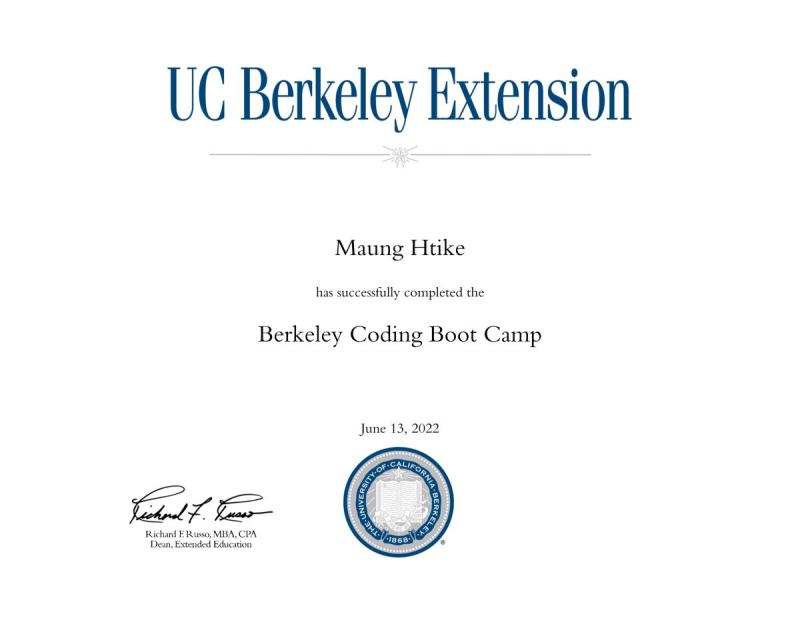 UC Berkeley Extension
Maung Htike
has successfully completed the
Berkeley Coding Boot Camp
June 13, 2022
THE·UNIVERSITY·OF·CALIFORNIA·BERKELEY
·1868·
®
Richard F. Russo
Richard F. Russo, MBA, CPA
Dean, Extended Education